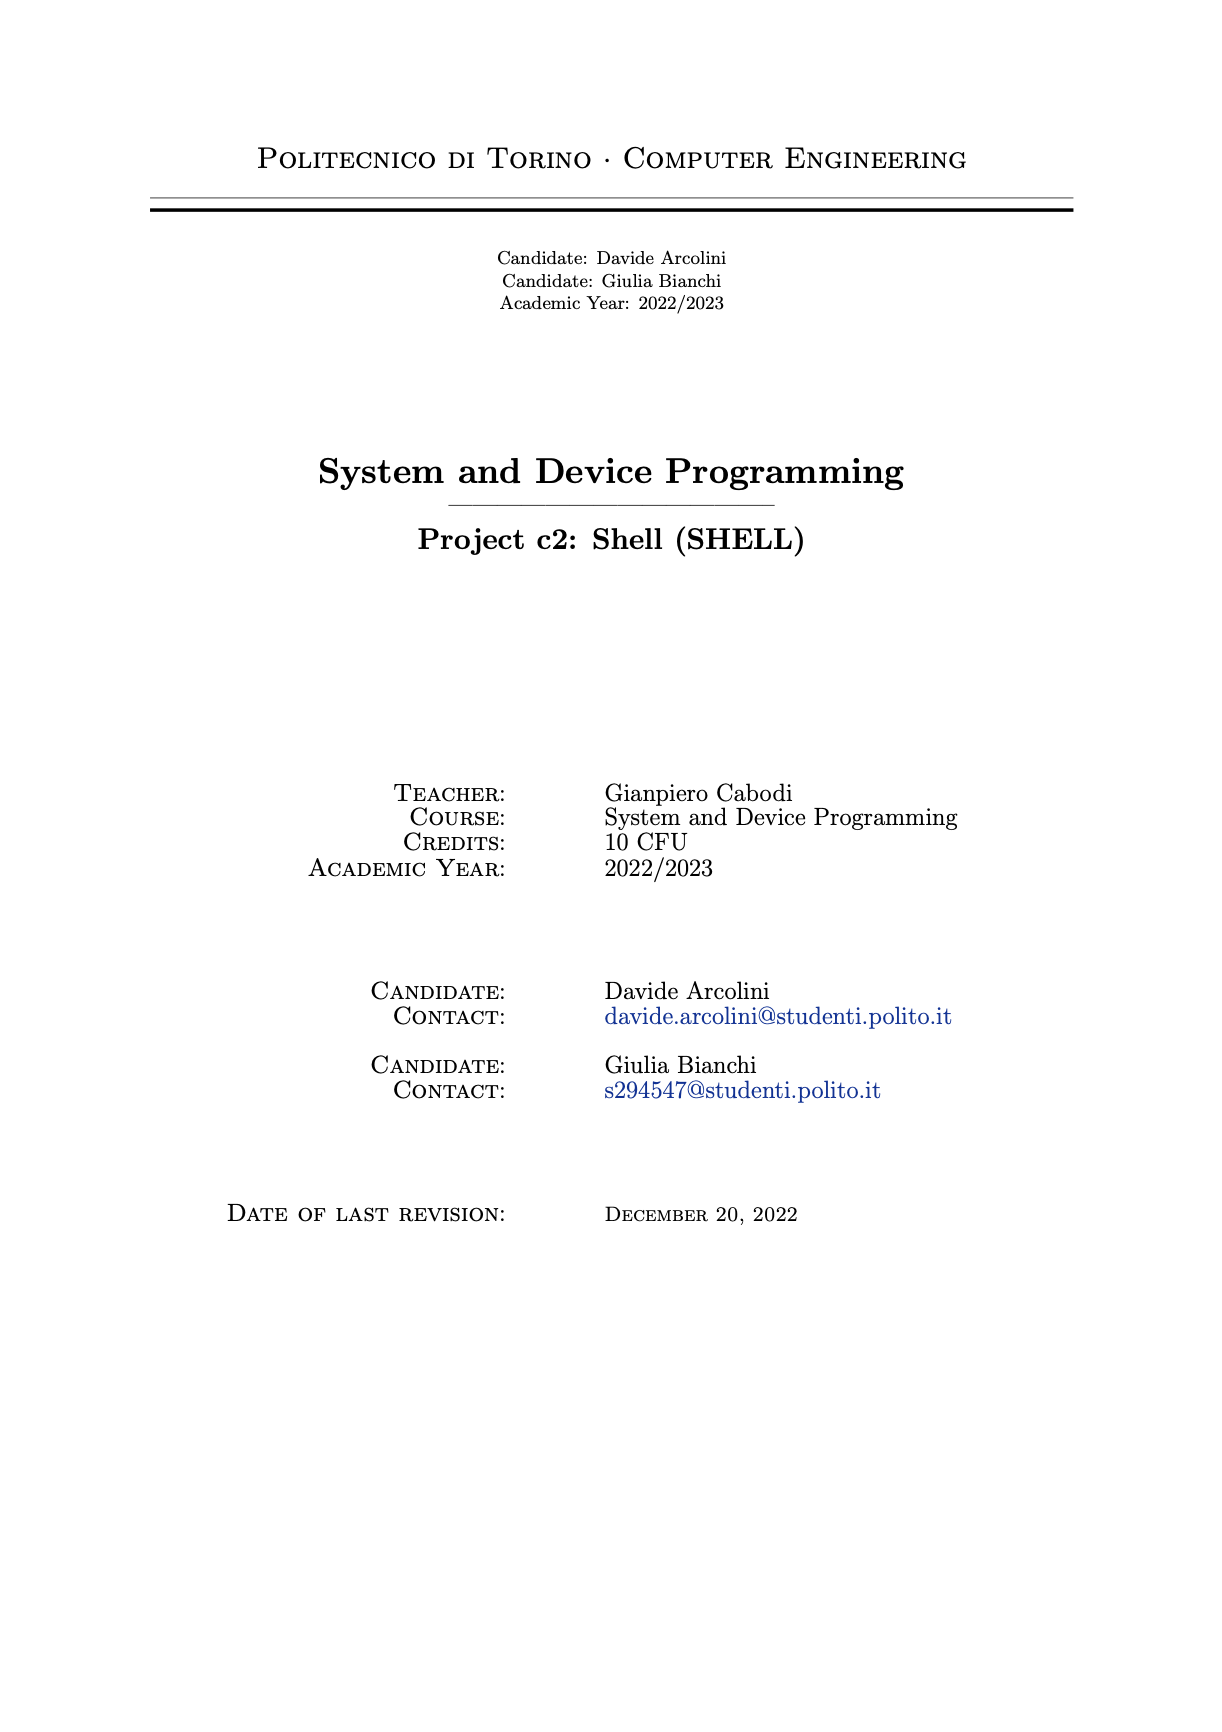 Politecnico di Torino · Computer Engineering
Candidate: Davide Arcolini
Candidate: Giulia Bianchi
Academic Year: 2022/2023
System and Device Programming
Project c2: Shell (SHELL)
Teacher: Gianpiero Cabodi
Course: System and Device Programming
Credits: 10 CFU
Academic Year: 2022/2023
Candidate: Davide Arcolini
Contact: davide.arcolini@studenti.polito.it
Candidate: Giulia Bianchi
Contact: s294547@studenti.polito.it
Date of last revision: December 20, 2022